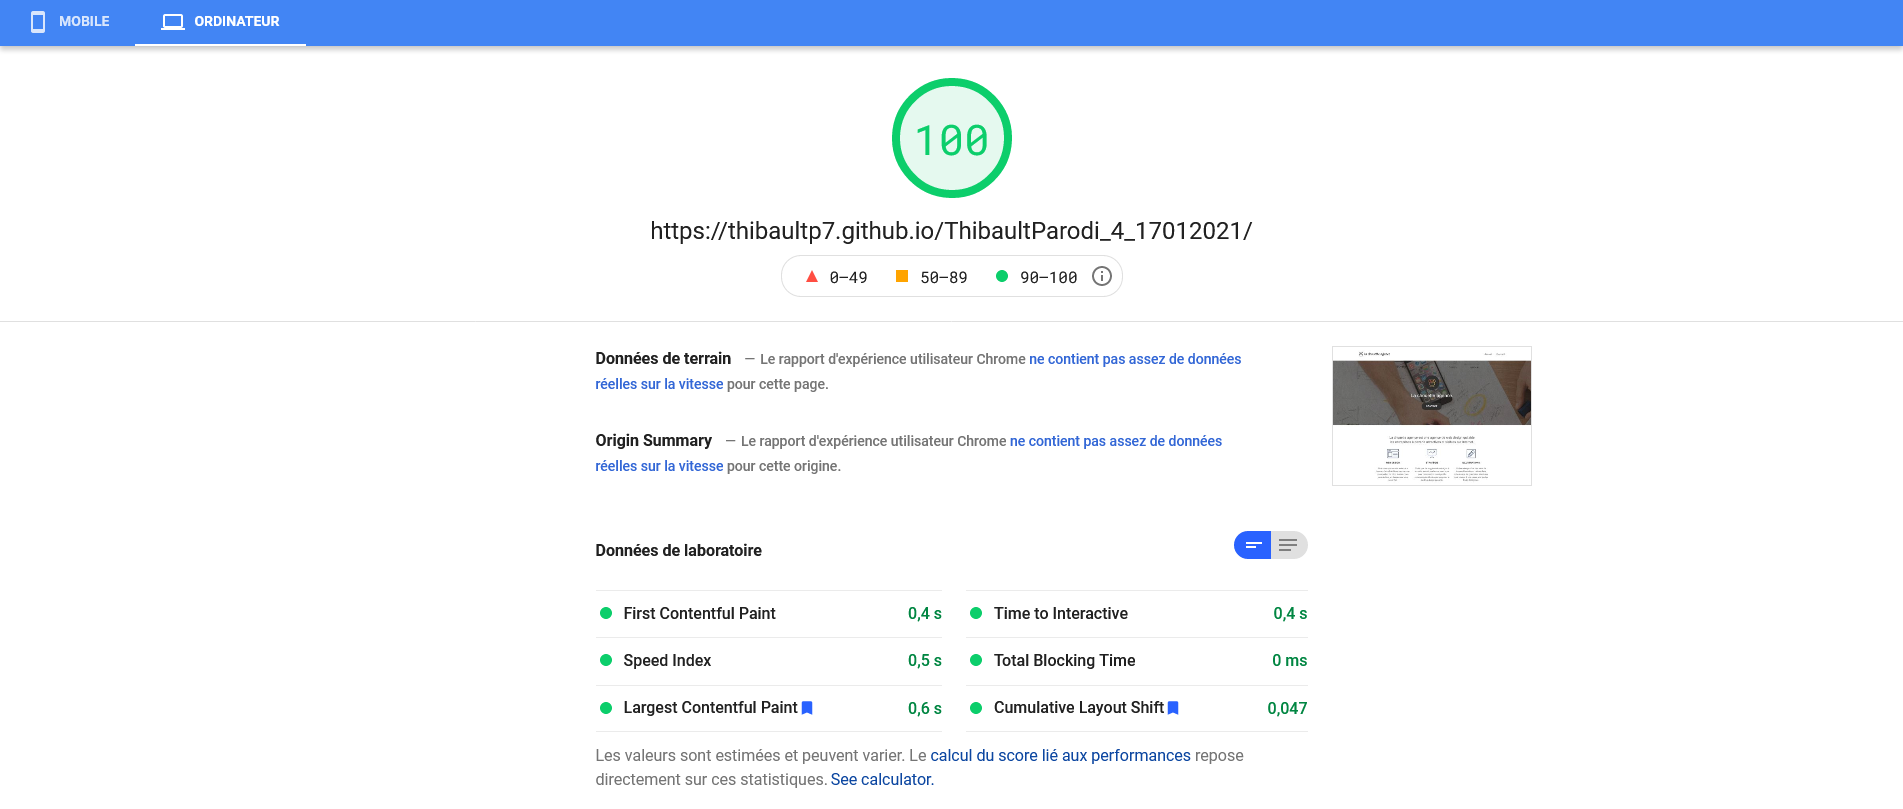 MOBILE
ORDINATEUR
100
https://thibaultp7.github.io/ThibaultParodi_4_17012021/
0–49 50–89 90–100
Données de terrain — Le rapport d'expérience utilisateur Chrome ne contient pas assez de données
réelles sur la vitesse pour cette page.
Origin Summary — Le rapport d'expérience utilisateur Chrome ne contient pas assez de données
réelles sur la vitesse pour cette origine.
Données de laboratoire
First Contentful Paint 0,4 s
Time to Interactive 0,4 s
Speed Index 0,5 s
Total Blocking Time 0 ms
Largest Contentful Paint 0,6 s
Cumulative Layout Shift 0,047
Les valeurs sont estimées et peuvent varier. Le calcul du score lié aux performances repose
directement sur ces statistiques. See calculator.